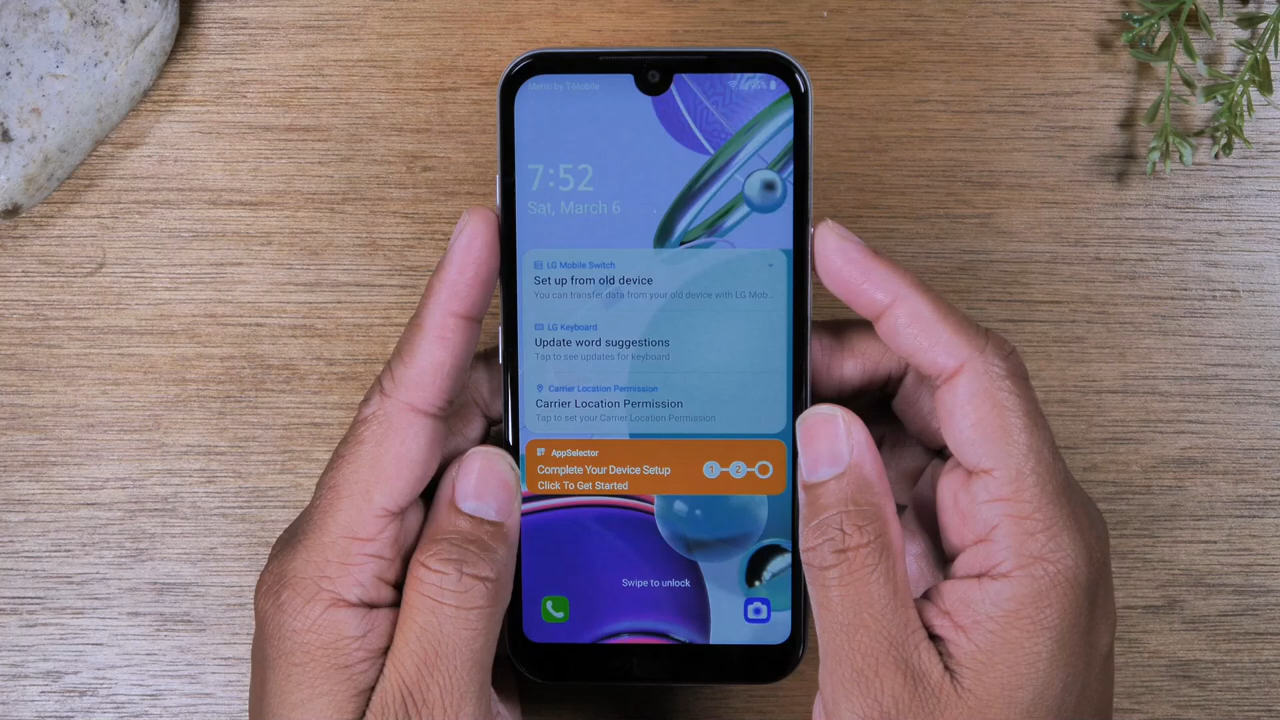 Metro by T-Mobile
7:52
Sat, March 6
LG Mobile Switch
Set up from old device
You can transfer data from your old device with LG Mob...
LG Keyboard
Update word suggestions
Tap to see updates for keyboard
Carrier Location Permission
Carrier Location Permission
Tap to set your Carrier Location Permission
AppSelector
Complete Your Device Setup
1 2
Click To Get Started
Swipe to unlock